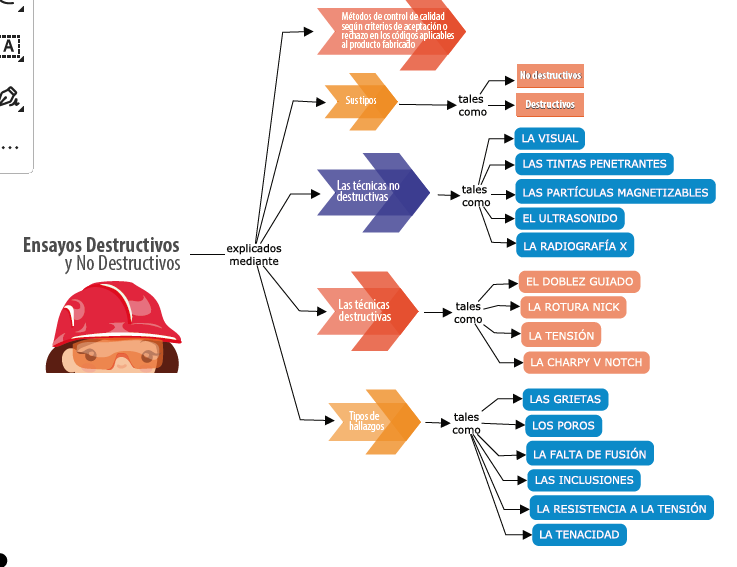 Métodos de control de calidad
según criterios de aceptación o
rechazo en los códigos aplicables
al producto fabricado
A
Sus tipos
tales
como
No destructivos
Destructivos
Las técnicas no
destructivas
tales
como
LA VISUAL
LAS TINTAS PENETRANTES
LAS PARTÍCULAS MAGNETIZABLES
EL ULTRASONIDO
LA RADIOGRAFÍA X
Ensayos Destructivos
y No Destructivos
explicados
mediante
Las técnicas
destructivas
tales
como
EL DOBLEZ GUIADO
LA ROTURA NICK
LA TENSIÓN
LA CHARPY V NOTCH
Tipos de
hallazgos
tales
como
LAS GRIETAS
LOS POROS
LA FALTA DE FUSIÓN
LAS INCLUSIONES
LA RESISTENCIA A LA TENSIÓN
LA TENACIDAD